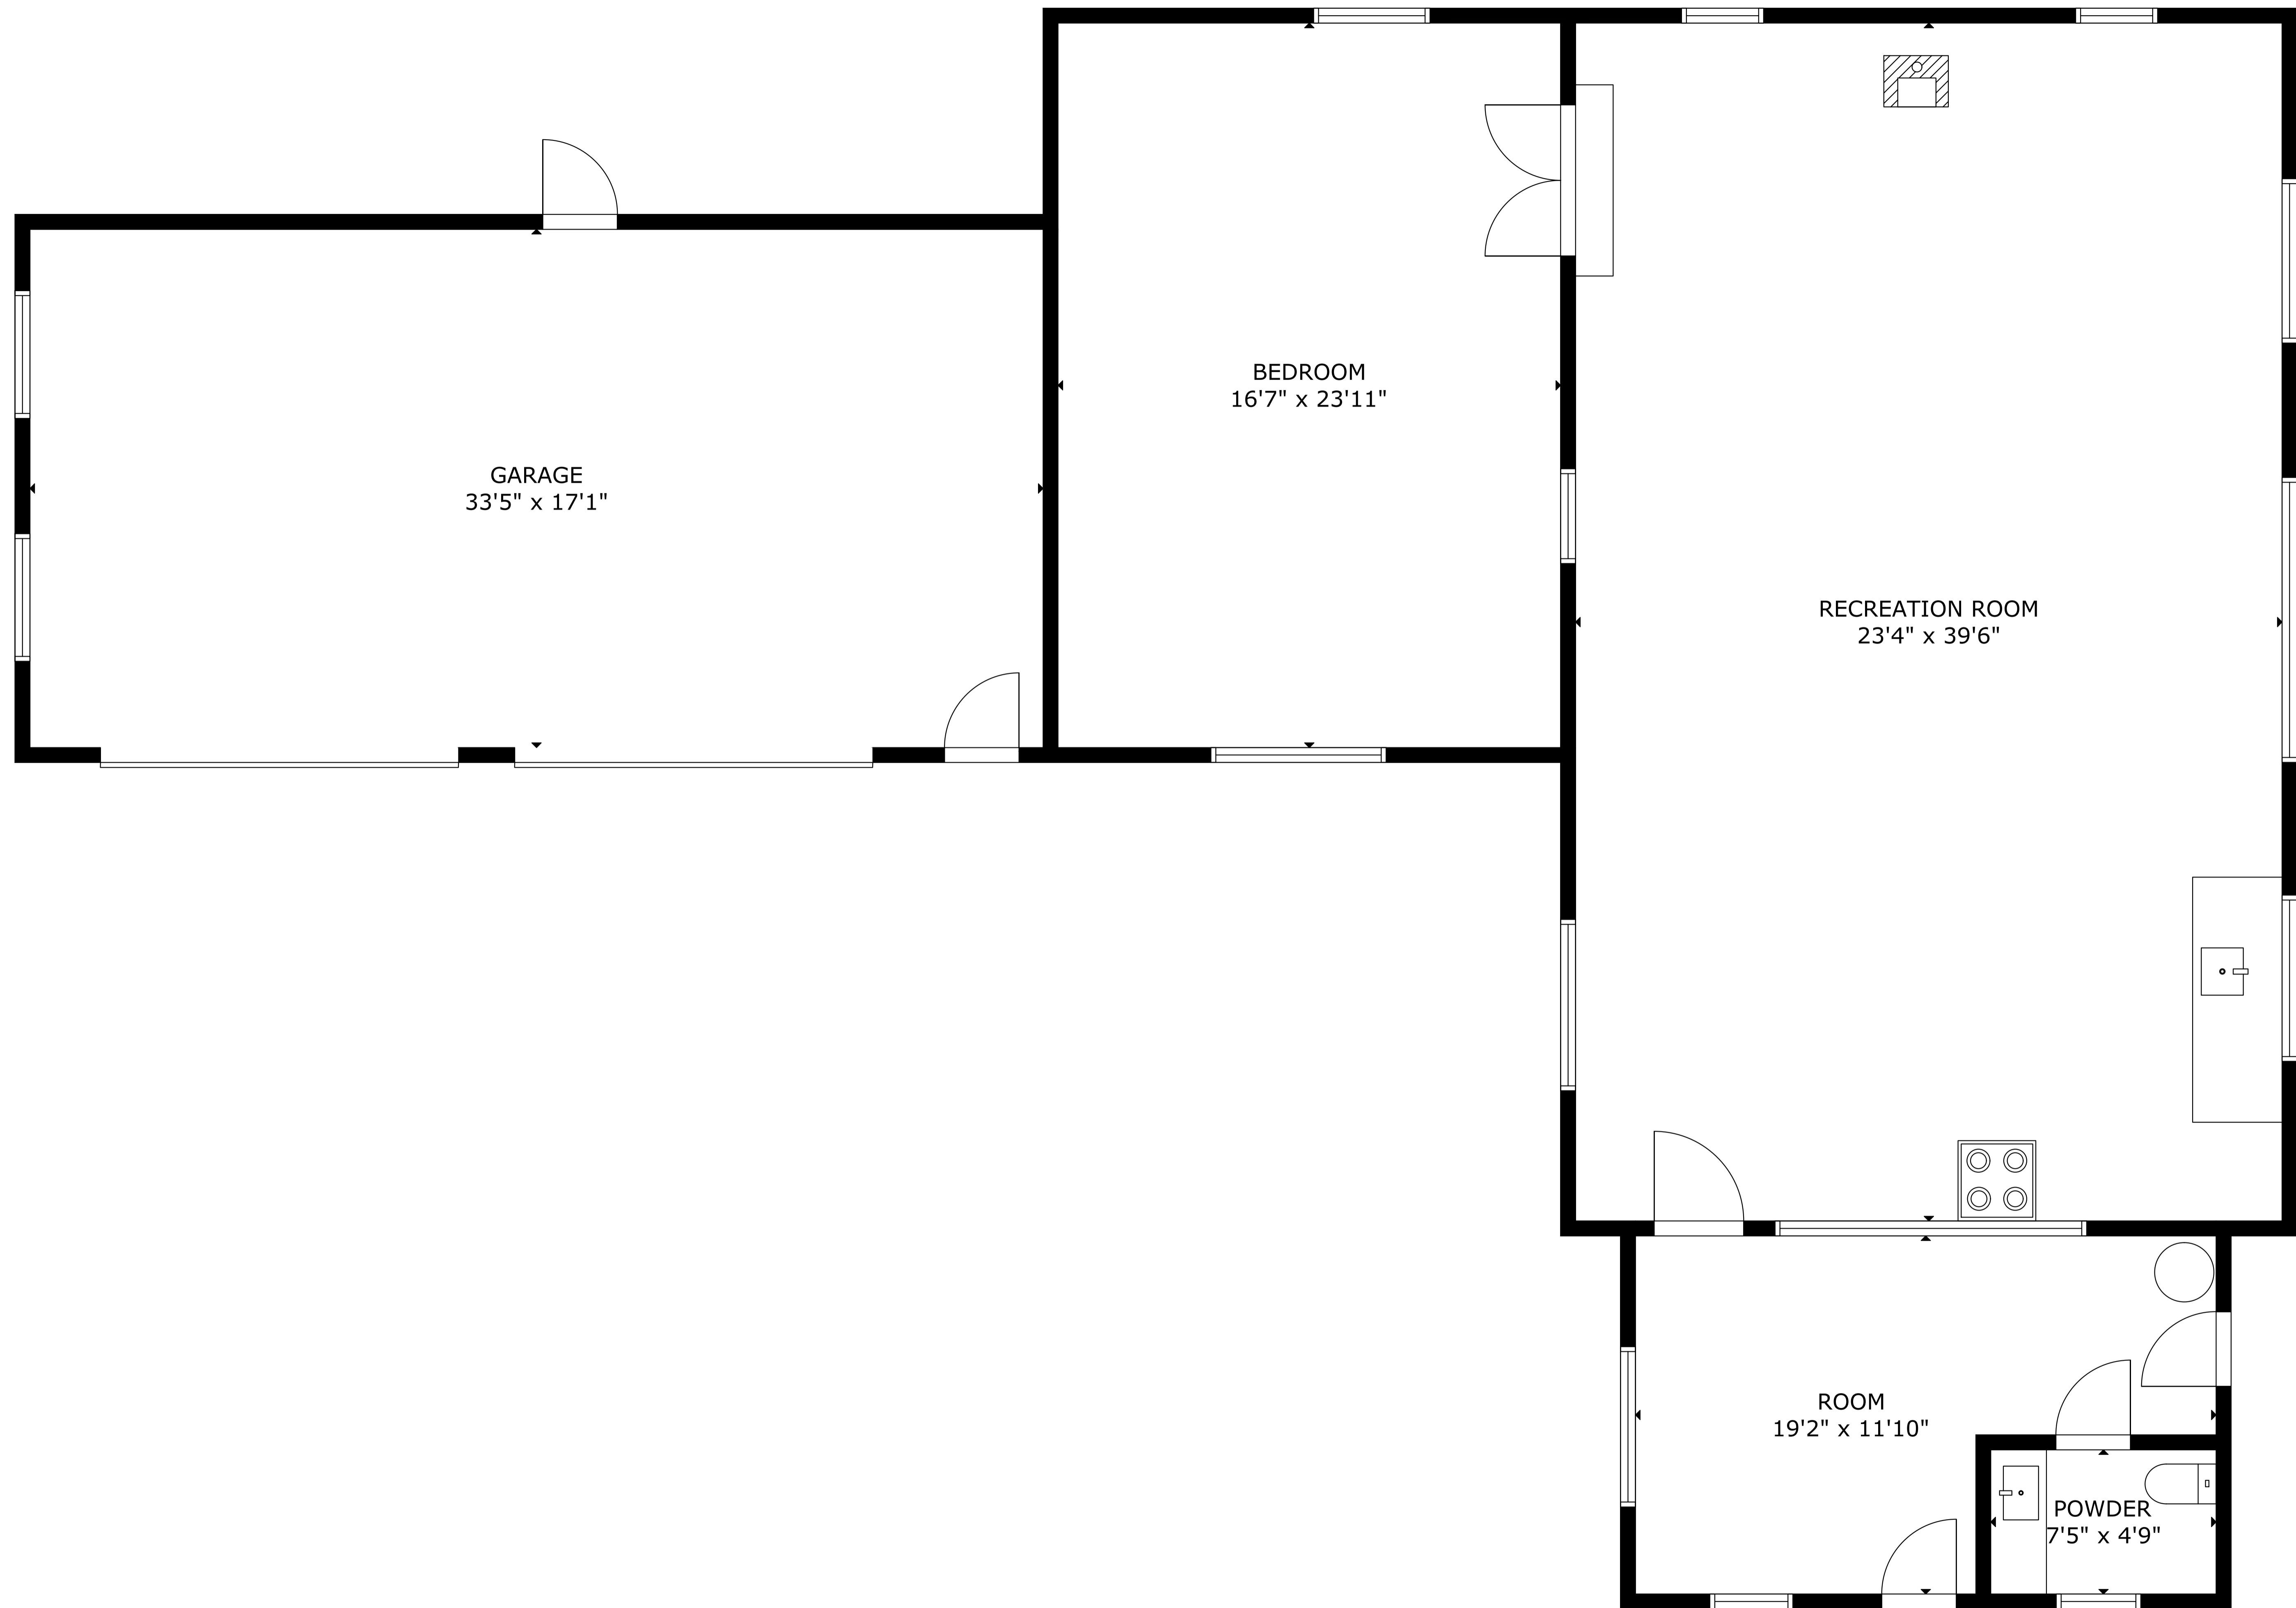 BEDROOM
16'7" x 23'11"
GARAGE
33'5" x 17'1"
RECREATION ROOM
23'4" x 39'6"
ROOM
19'2" x 11'10"
POWDER
7'5" x 4'9"